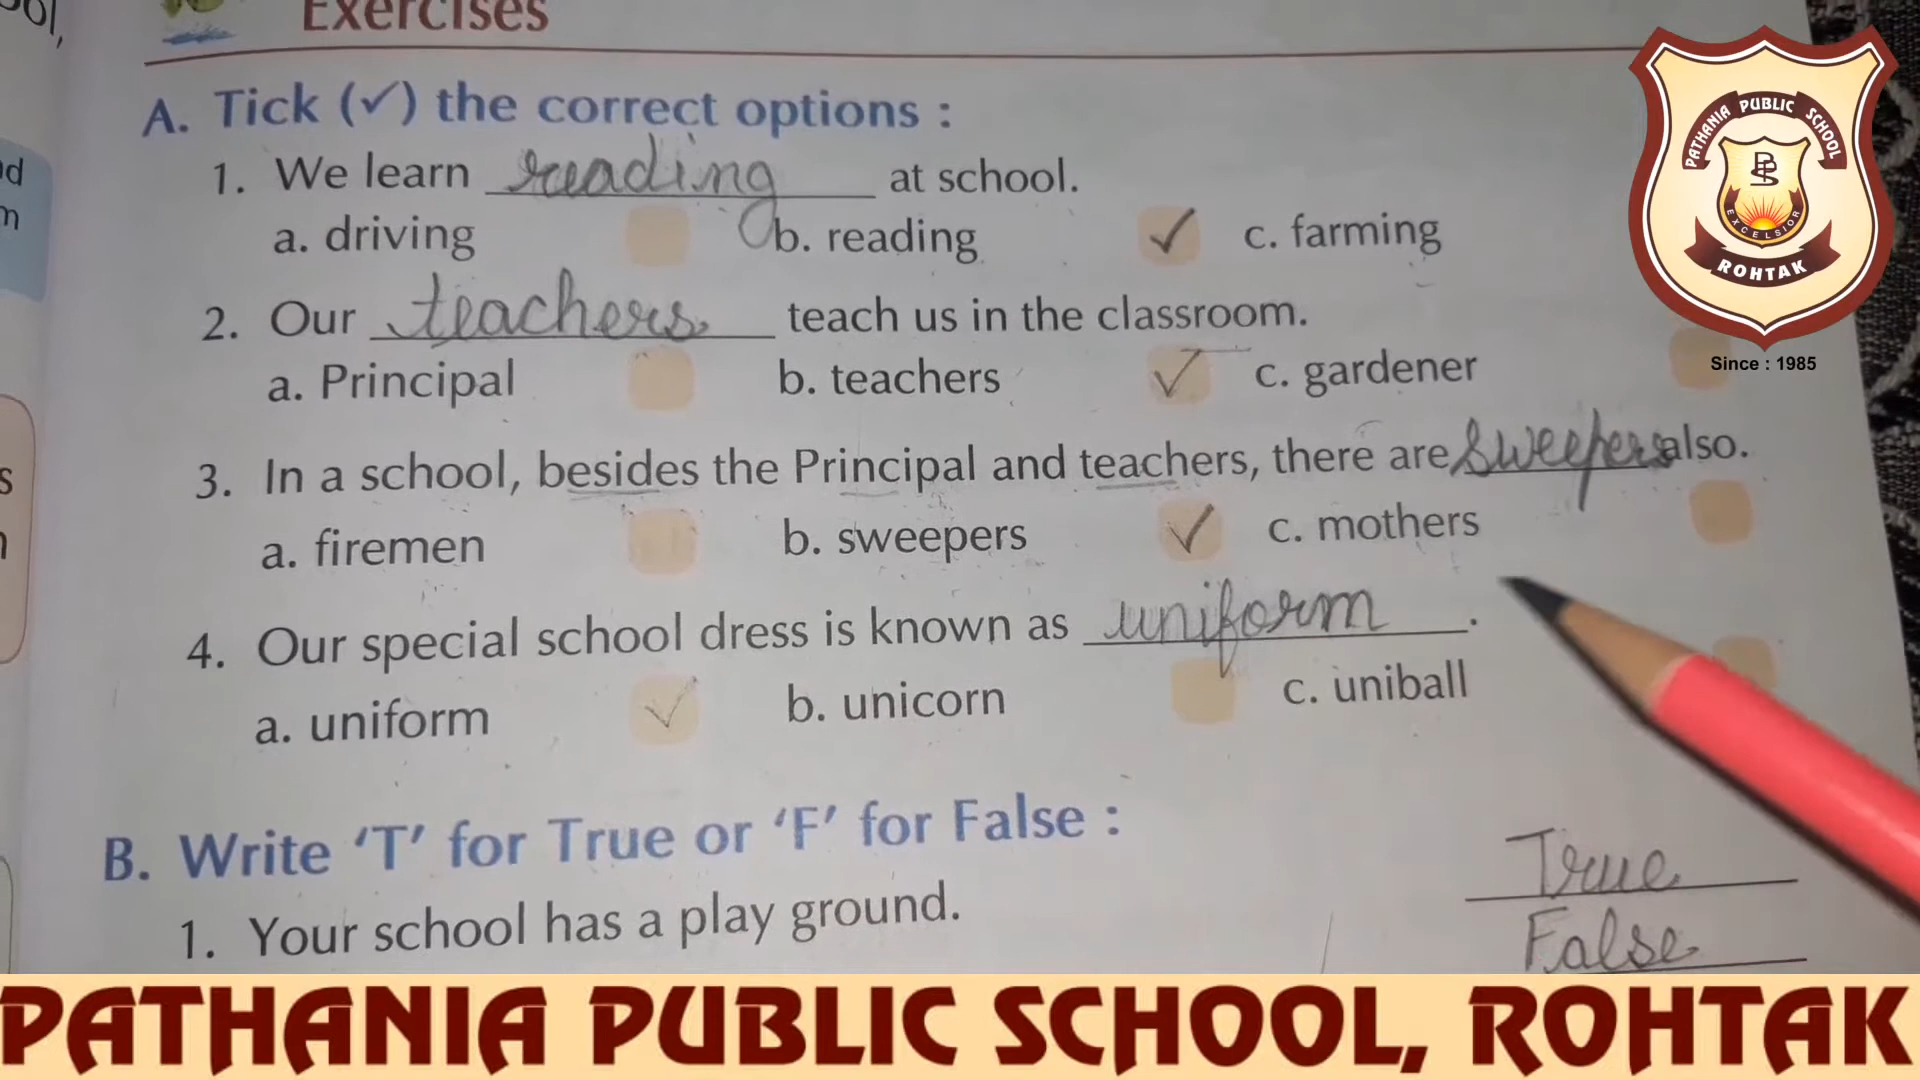 Exercises
A. Tick (✓) the correct options :
1. We learn reading at school.
a. driving b. reading ✓ c. farming
2. Our teachers teach us in the classroom.
a. Principal b. teachers ✓ c. gardener
3. In a school, besides the Principal and teachers, there are sweepers also.
a. firemen b. sweepers ✓ c. mothers
4. Our special school dress is known as uniform.
a. uniform ✓ b. unicorn c. uniball
B. Write 'T' for True or 'F' for False :
1. Your school has a play ground. True
False
PATHANIA PUBLIC SCHOOL
EXCELSIOR
ROHTAK
Since : 1985
PATHANIA PUBLIC SCHOOL, ROHTAK